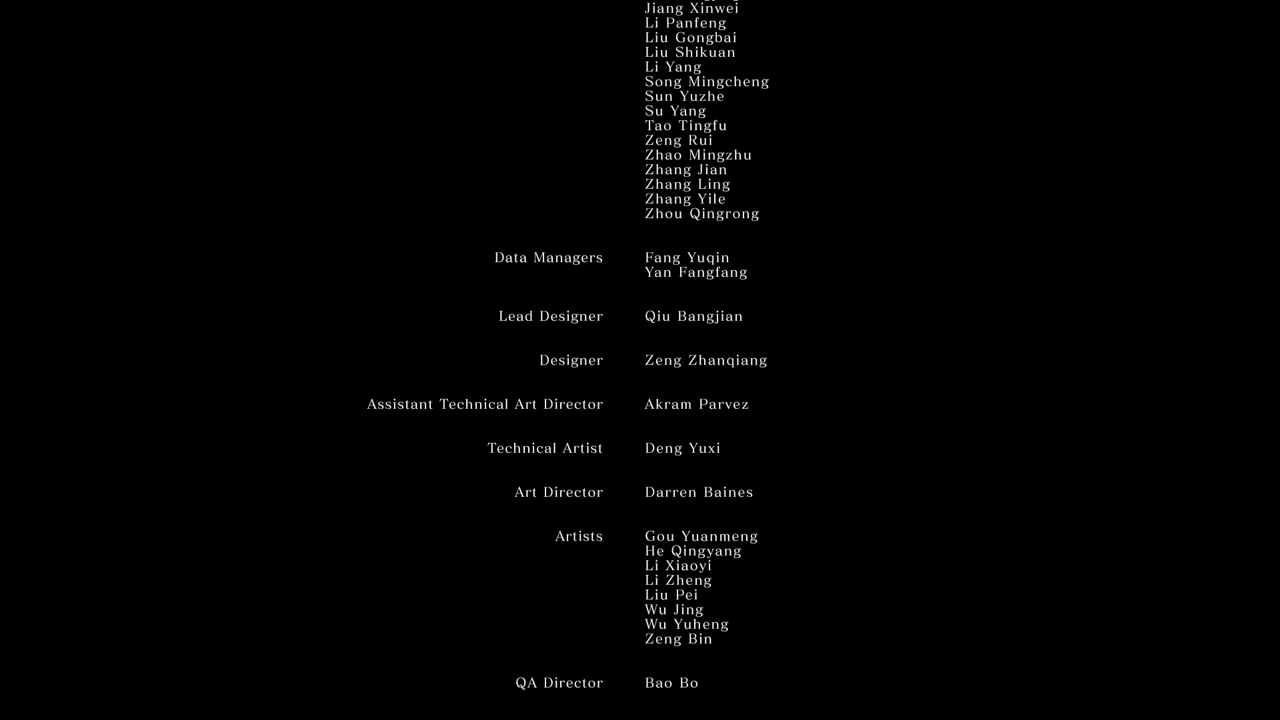 Jiang Xinwei
Li Panfeng
Liu Gongbai
Liu Shikuan
Li Yang
Song Mingcheng
Sun Yuzhe
Su Yang
Tao Tingfu
Zeng Rui
Zhao Mingzhu
Zhang Jian
Zhang Ling
Zhang Yile
Zhou Qingrong
Data Managers Fang Yuqin
Yan Fangfang
Lead Designer Qiu Bangjian
Designer Zeng Zhanqiang
Assistant Technical Art Director Akram Parvez
Technical Artist Deng Yuxi
Art Director Darren Baines
Artists Gou Yuanmeng
He Qingyang
Li Xiaoyi
Li Zheng
Liu Pei
Wu Jing
Wu Yuheng
Zeng Bin
QA Director Bao Bo